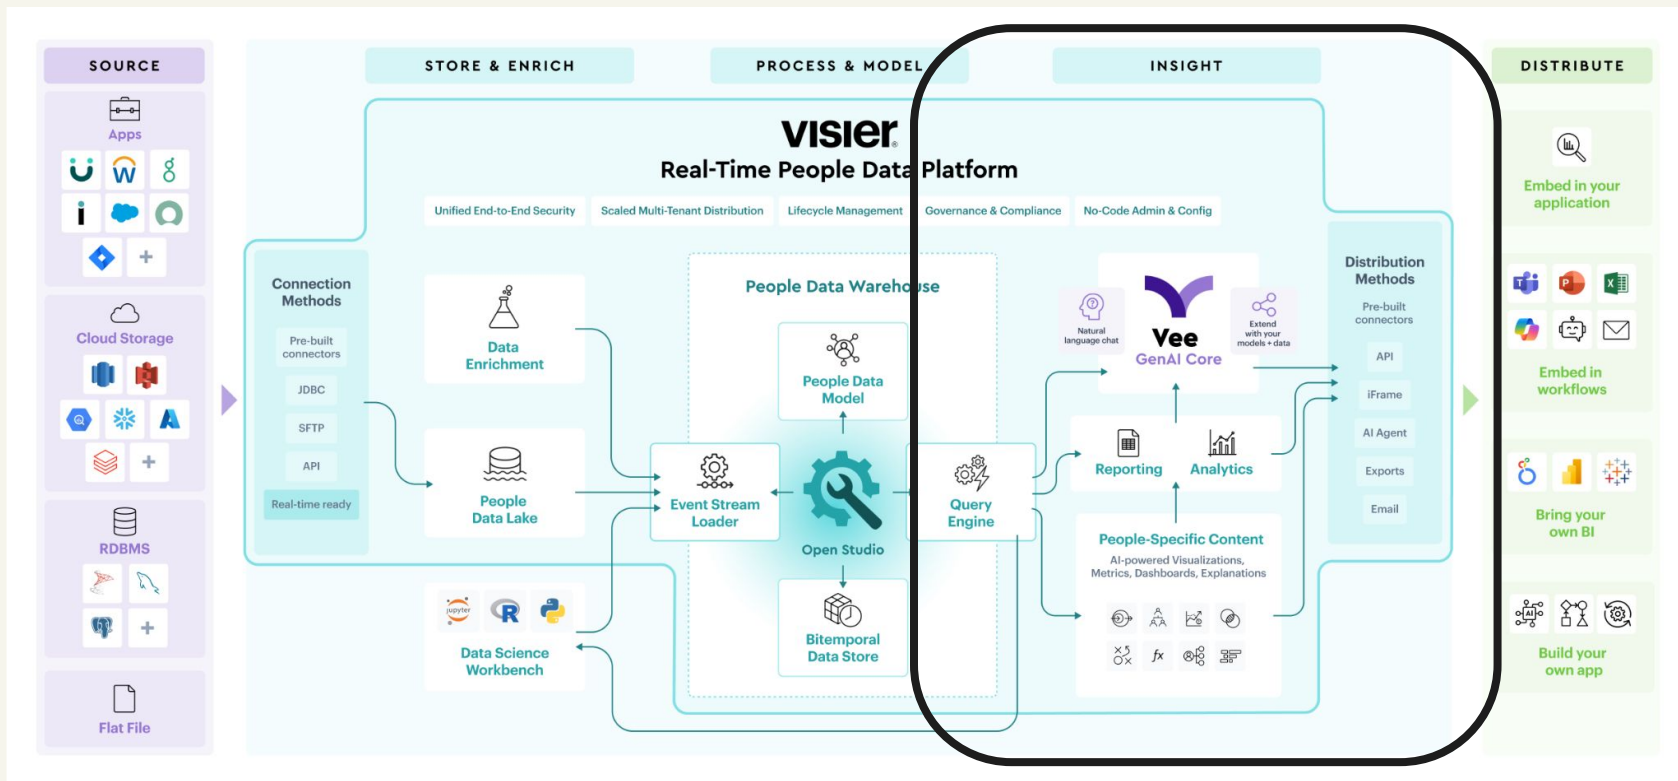 SOURCE
Apps
Cloud Storage
RDBMS
Flat File
STORE & ENRICH
PROCESS & MODEL
INSIGHT
VISIER
Real-Time People Data Platform
Unified End-to-End Security
Scaled Multi-Tenant Distribution
Lifecycle Management
Governance & Compliance
No-Code Admin & Config
Connection
Methods
Pre-built
connectors
JDBC
SFTP
API
Real-time ready
Data
Enrichment
People
Data Lake
jupyter
R
Data Science
Workbench
People Data Warehouse
People Data
Model
Event Stream
Loader
Open Studio
Query
Engine
Bitemporal
Data Store
Natural
language chat
Vee
GenAI Core
Extend
with your
models + data
Reporting
Analytics
People-Specific Content
AI-powered Visualizations,
Metrics, Dashboards, Explanations
fx
Distribution
Methods
Pre-built
connectors
API
iFrame
AI Agent
Exports
Email
DISTRIBUTE
Embed in your
application
Embed in
workflows
Bring your
own BI
AI
Build your
own app